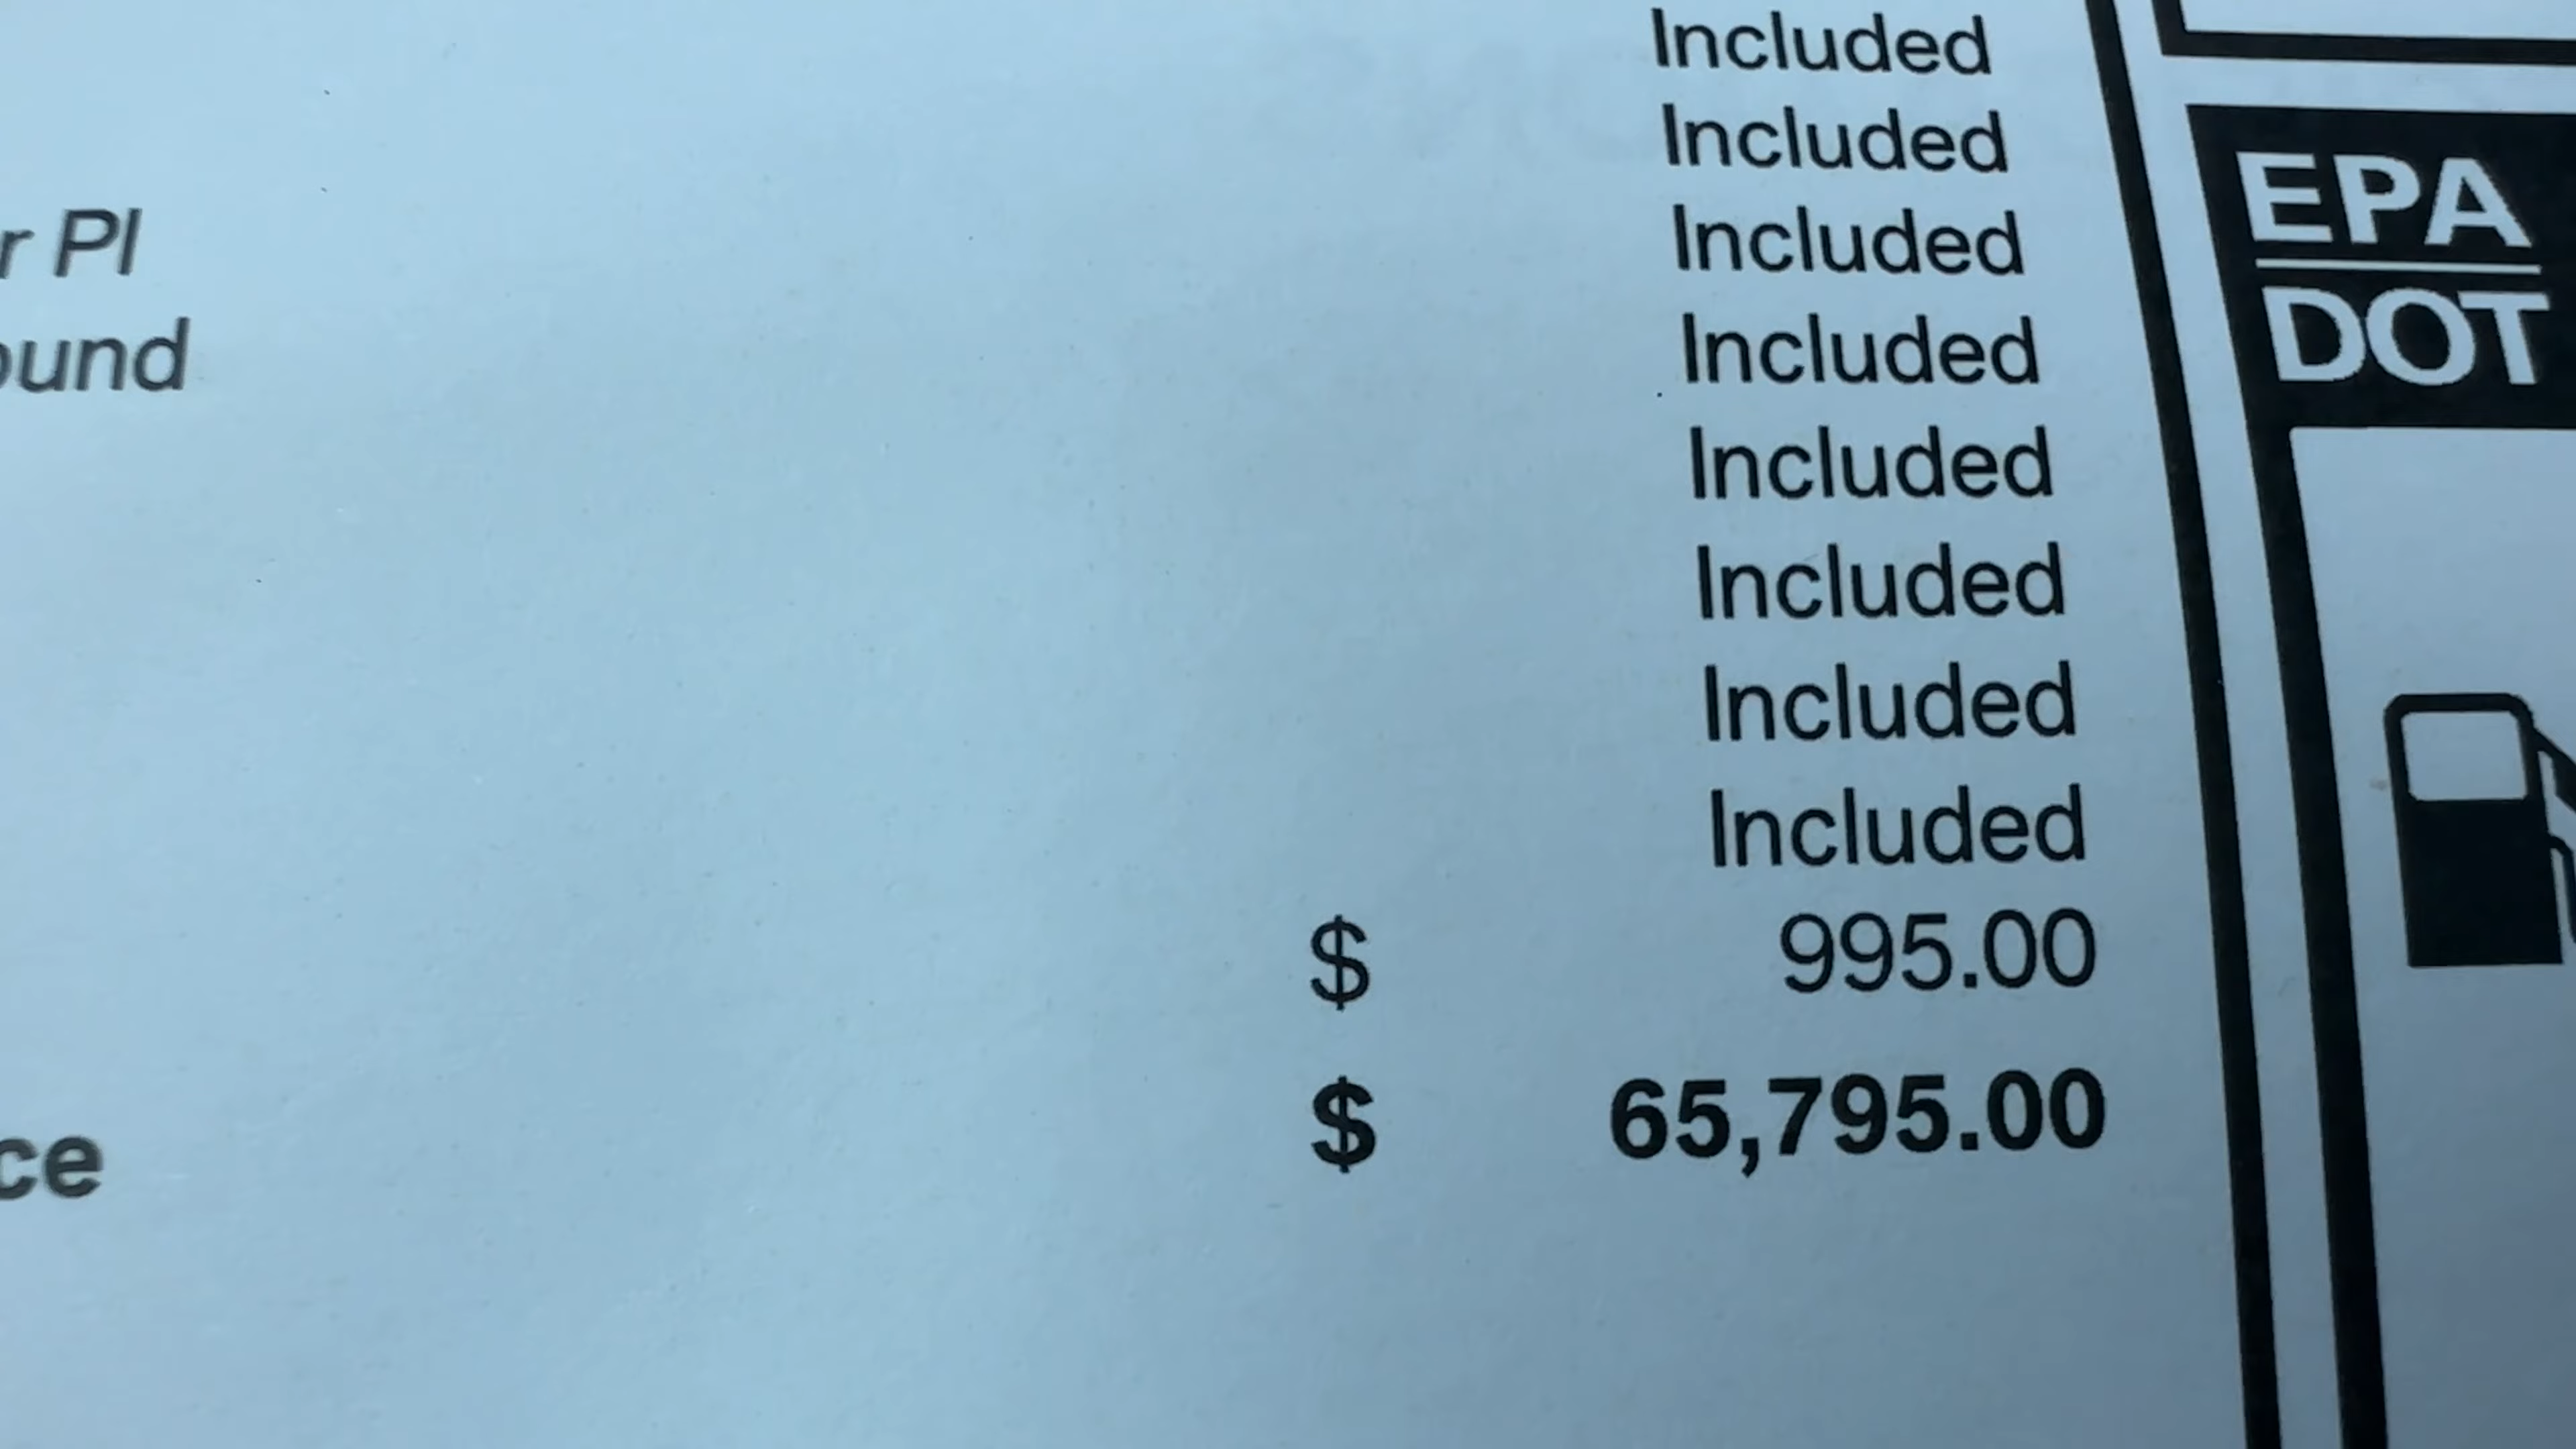 Included
Included
Included
Included
Included
Included
Included
Included
$ 995.00
$ 65,795.00
r Pl
ound
ce
EPA
DOT